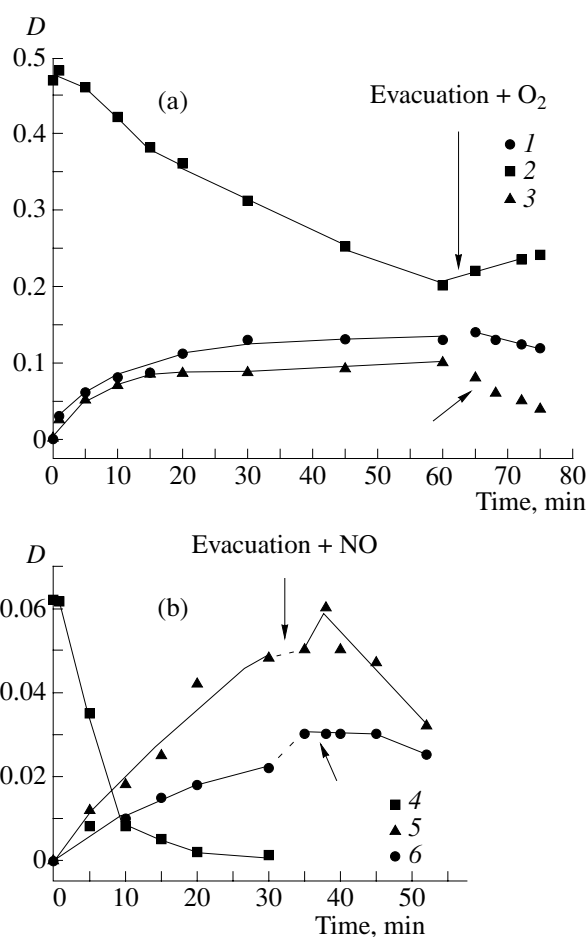 D
0.5
(a)
Evacuation + O₂
0.4
1
2
0.3
3
0.2
0.1
0
0 10 20 30 40 50 60 70 80
Time, min
Evacuation + NO
D
0.06
(b)
0.04
0.02
4
5
0
6
0 10 20 30 40 50
Time, min